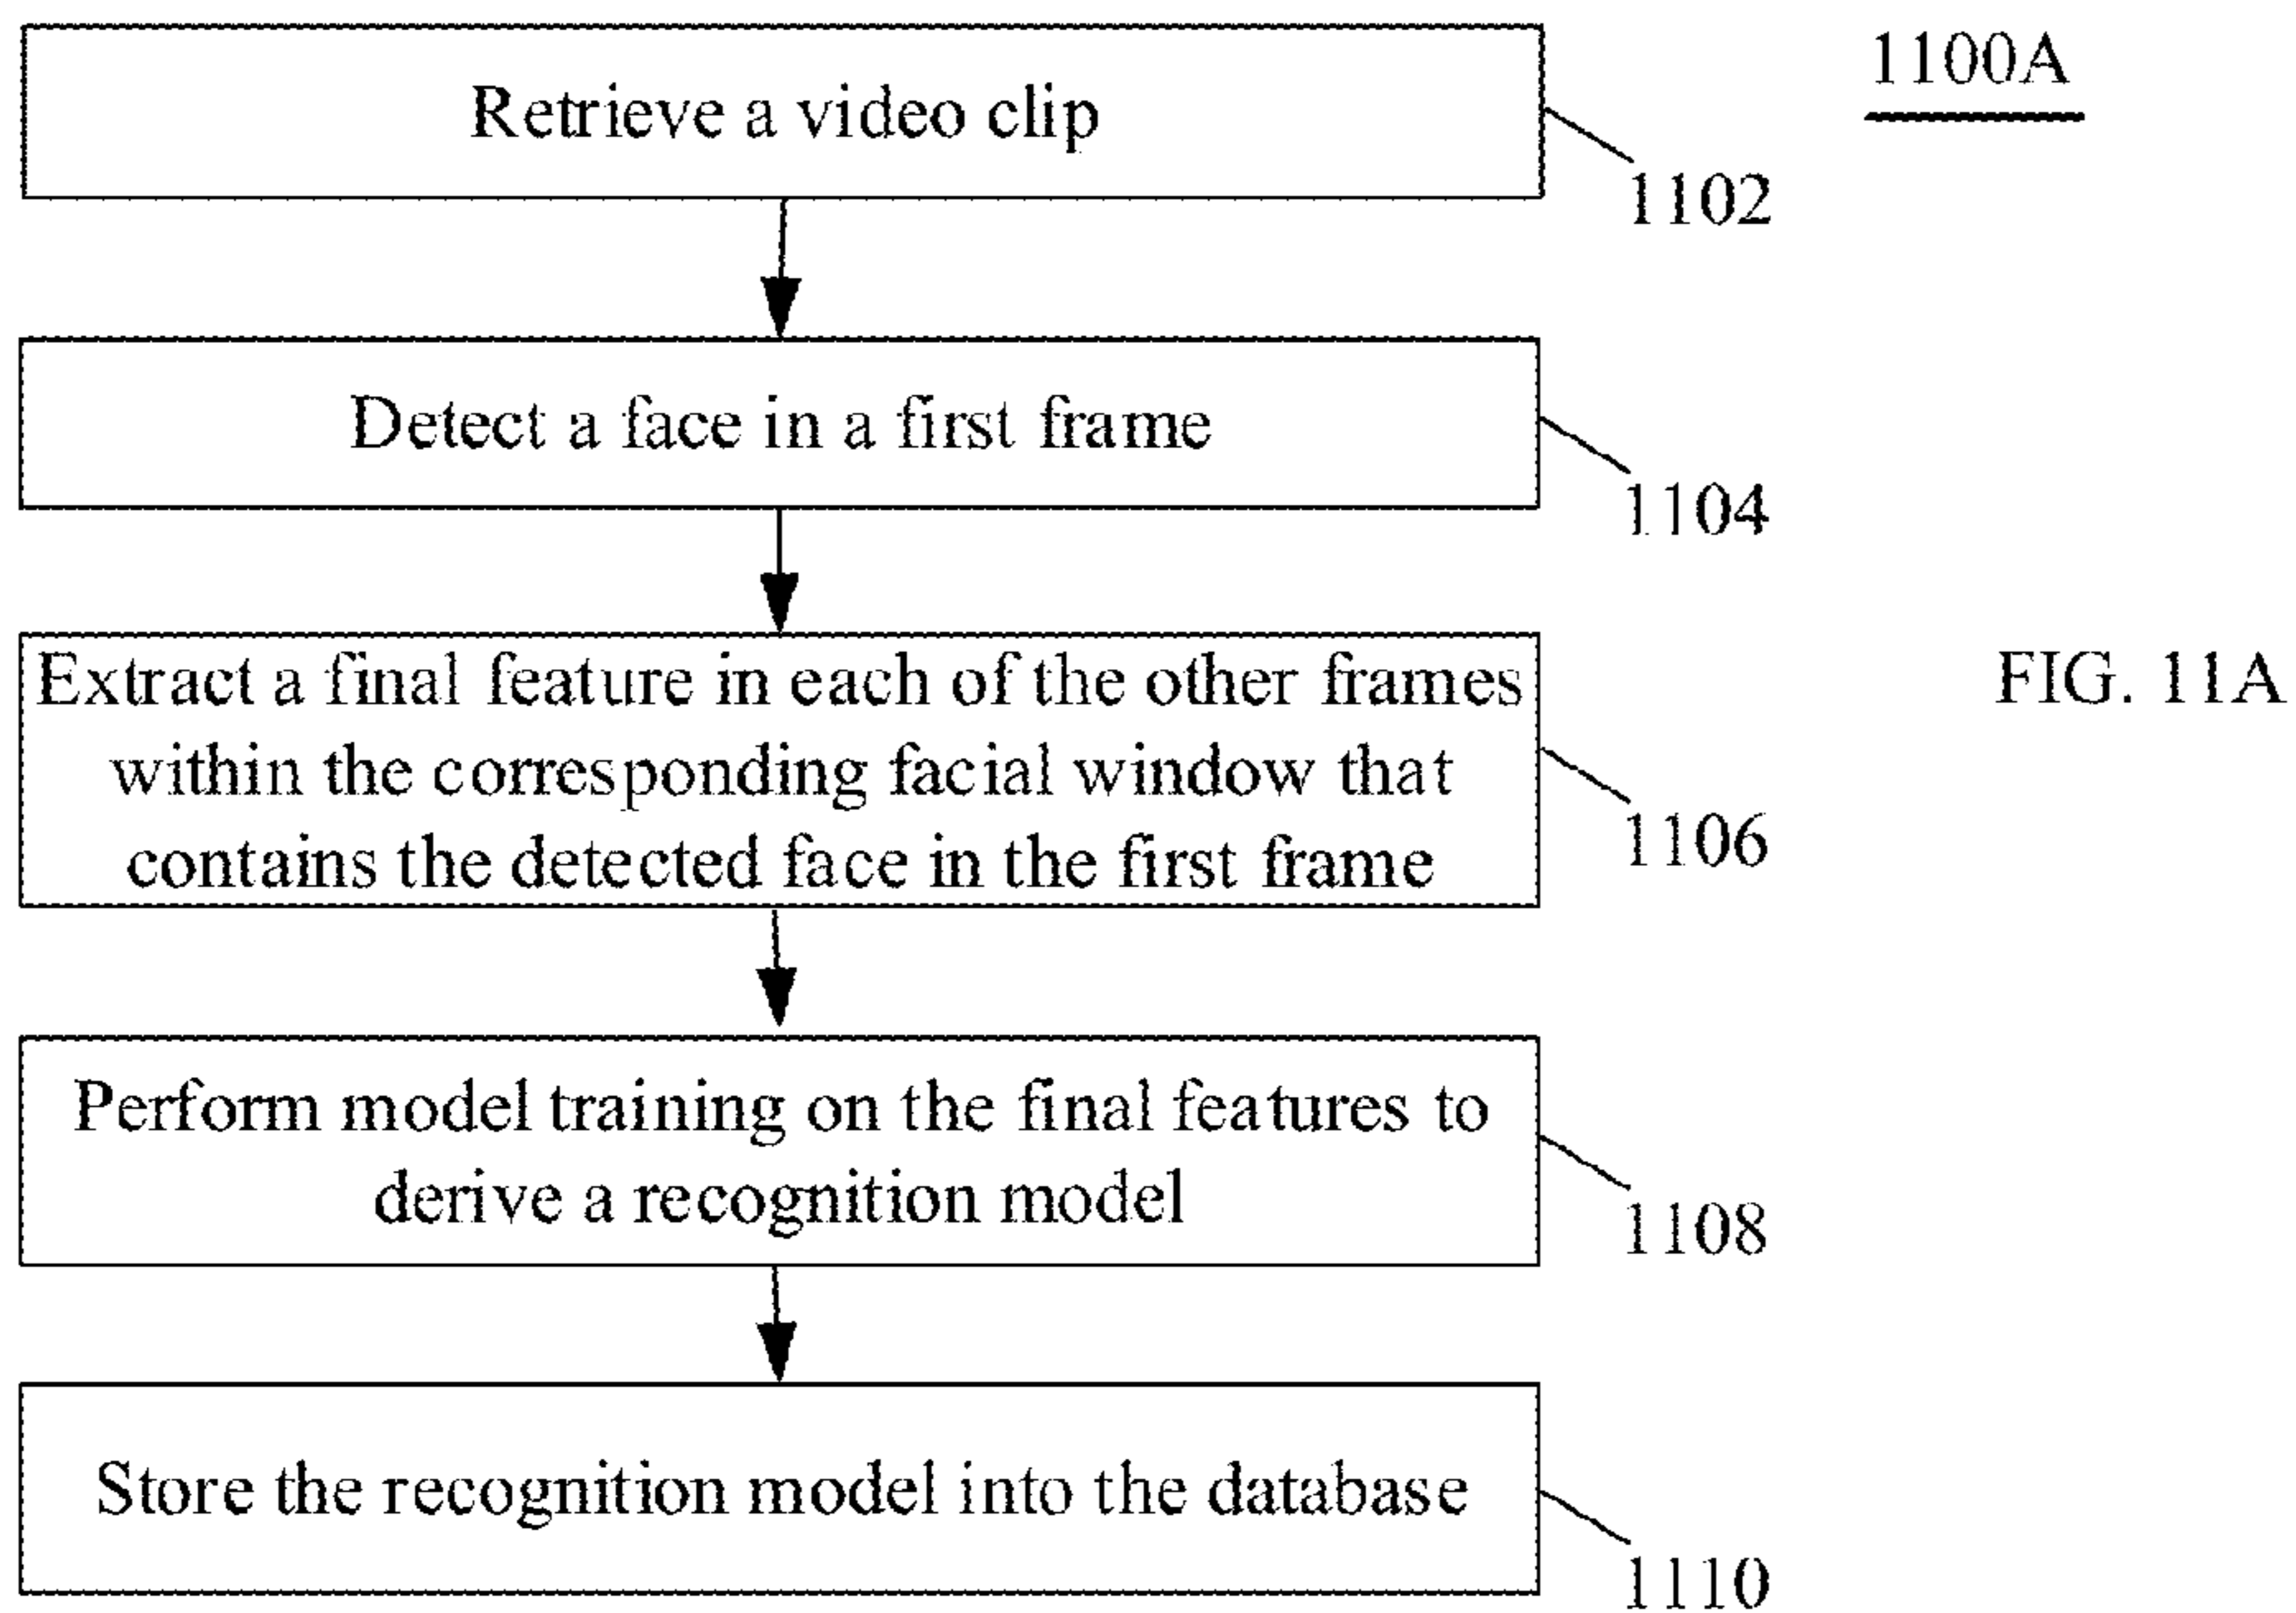 Retrieve a video clip
1100A
1102
Detect a face in a first frame
1104
Extract a final feature in each of the other frames
within the corresponding facial window that
contains the detected face in the first frame
1106
FIG. 11A
Perform model training on the final features to
derive a recognition model
1108
Store the recognition model into the database
1110